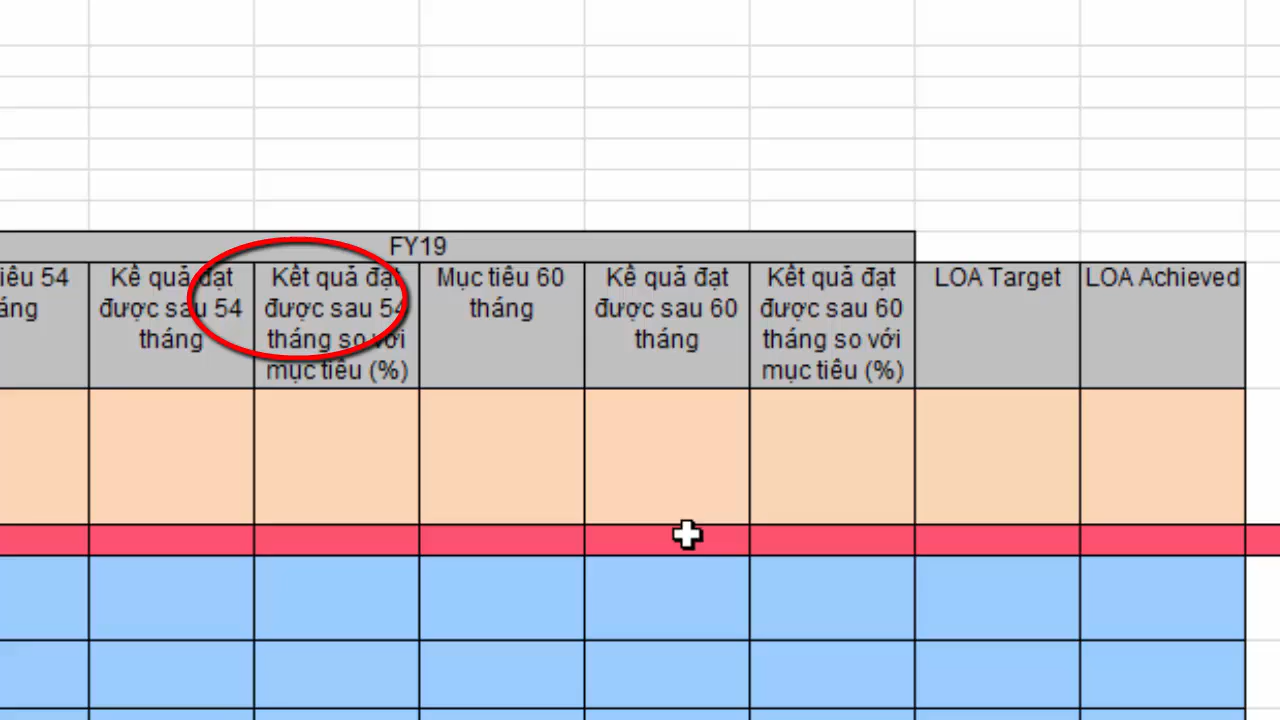 FY19
iêu 54
áng
Kế quả đạt
được sau 54
tháng
Kết quả đạt
được sau 54
tháng so với
mục tiêu (%)
Mục tiêu 60
tháng
Kế quả đạt
được sau 60
tháng
Kết quả đạt
được sau 60
tháng so với
mục tiêu (%)
LOA Target
LOA Achieved